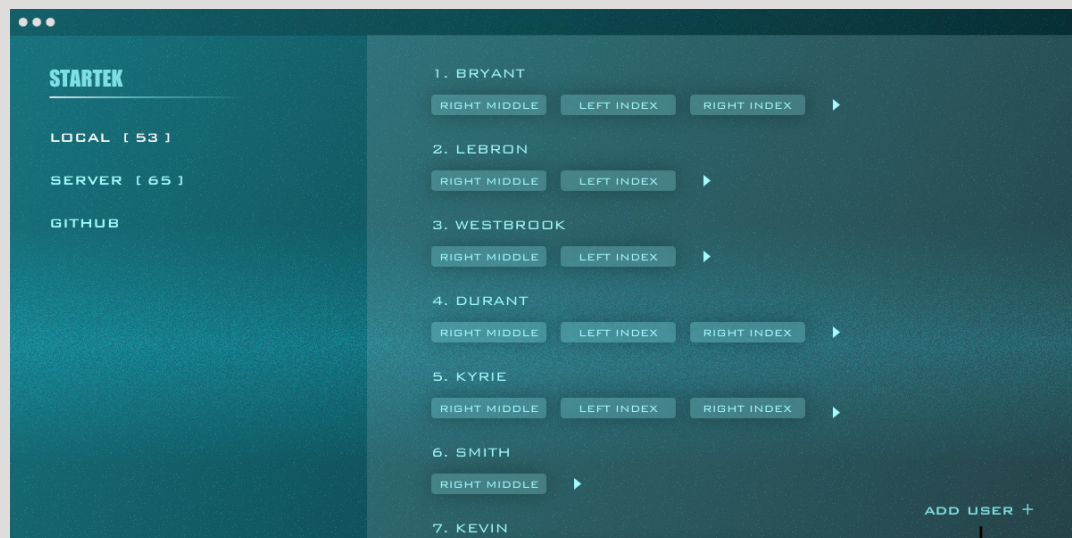 STARTEK
LOCAL [ 53 ]
SERVER [ 65 ]
GITHUB
1. BRYANT
RIGHT MIDDLE LEFT INDEX RIGHT INDEX
2. LEBRON
RIGHT MIDDLE LEFT INDEX
3. WESTBROOK
RIGHT MIDDLE LEFT INDEX
4. DURANT
RIGHT MIDDLE LEFT INDEX RIGHT INDEX
5. KYRIE
RIGHT MIDDLE LEFT INDEX RIGHT INDEX
6. SMITH
RIGHT MIDDLE
7. KEVIN
ADD USER +